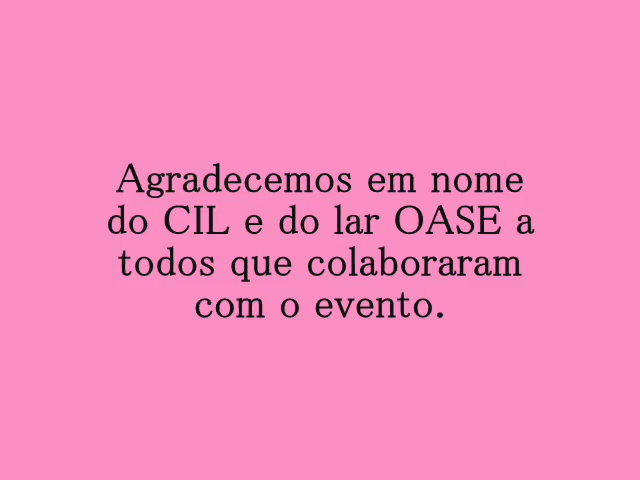 Agradecemos em nome
do CIL e do lar OASE a
todos que colaboraram
com o evento.